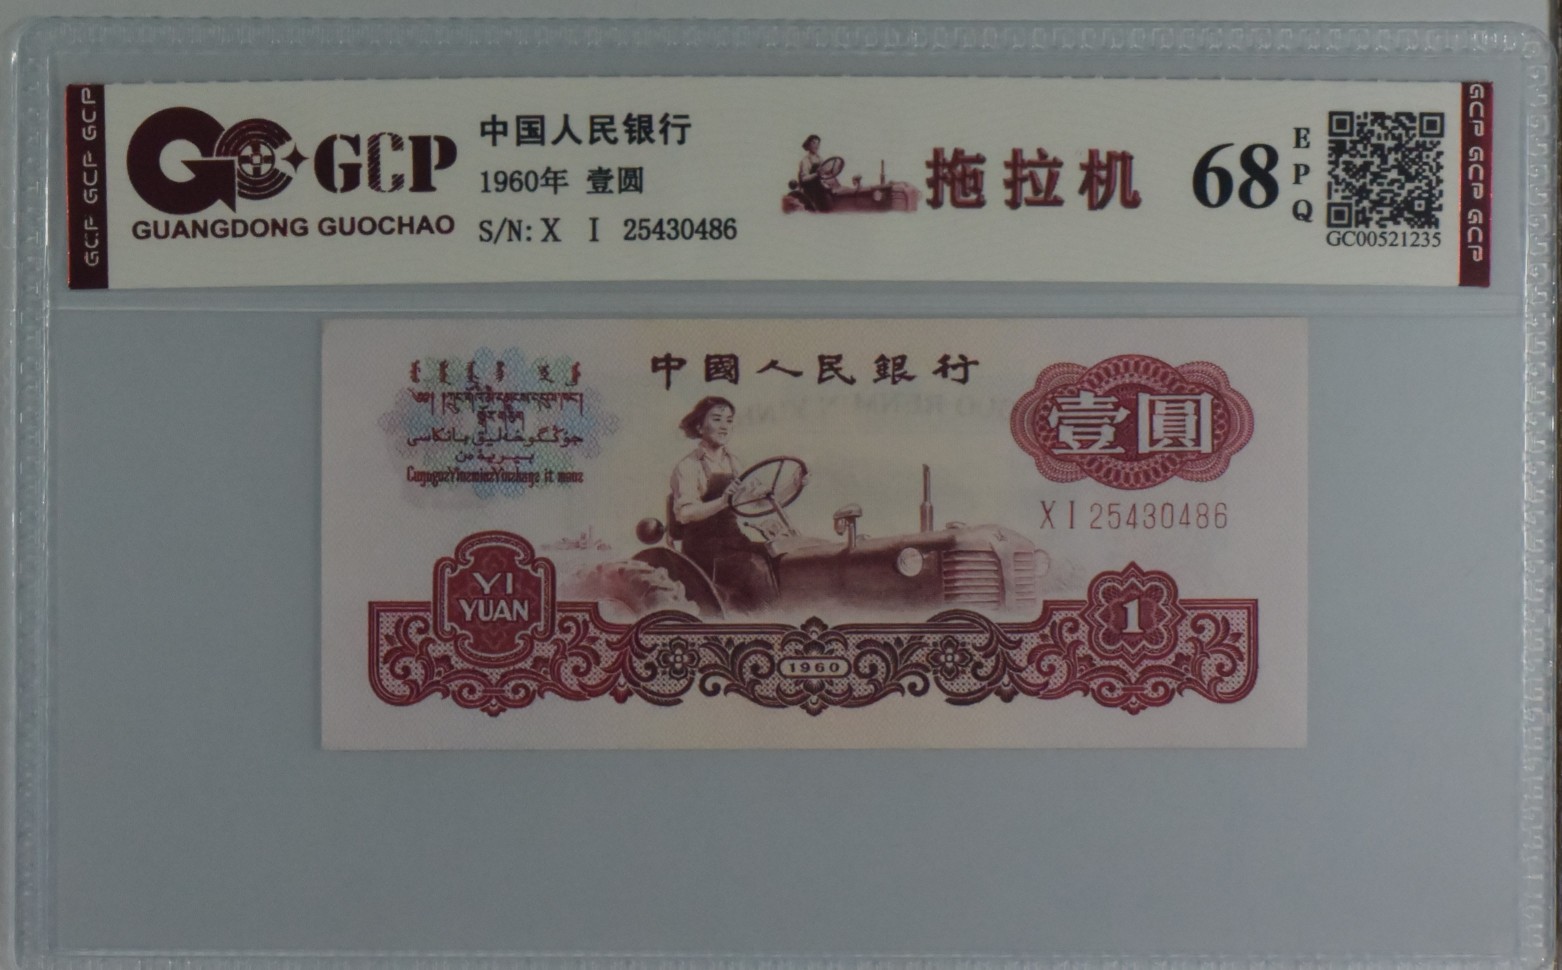 GCP GCP GCP
GCP
GUANGDONG GUOCHAO
中国人民银行
1960年 壹圆
S/N: X I 25430486
拖拉机
68
EPQ
GC00521235
GCP GCP GCP
中國人民銀行
壹圓
X I 25430486
YI
YUAN
1960
1